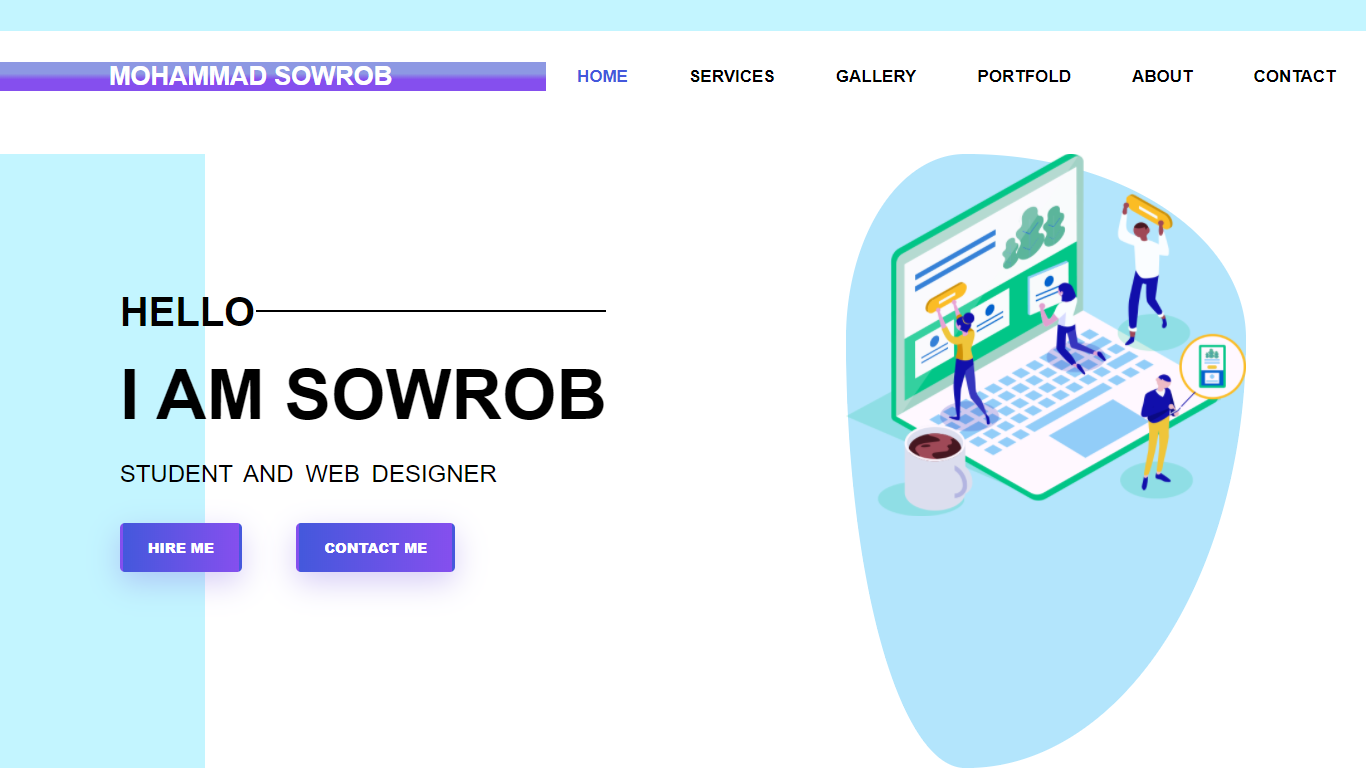 MOHAMMAD SOWROB
HOME SERVICES GALLERY PORTFOLD ABOUT CONTACT
HELLO
I AM SOWROB
STUDENT AND WEB DESIGNER
HIRE ME CONTACT ME